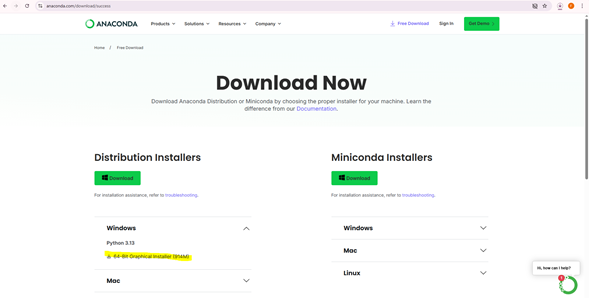 anaconda.com/download/success
ANACONDA
Products
Solutions
Resources
Company
Free Download
Sign In
Get Demo
Home / Free Download
Download Now
Download Anaconda Distribution or Miniconda by choosing the proper installer for your machine. Learn the
difference from our Documentation.
Distribution Installers
Download
For installation assistance, refer to troubleshooting.
Windows
Python 3.13
64-Bit Graphical Installer (914M)
Mac
Miniconda Installers
Download
For installation assistance, refer to troubleshooting.
Windows
Mac
Linux
Hi, how can I help?
1